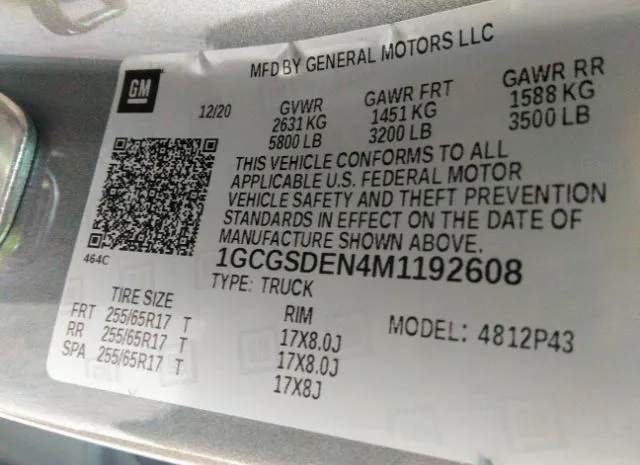 MFD BY GENERAL MOTORS LLC
GM
12/20
GVWR
2631 KG
5800 LB
GAWR FRT
1451 KG
3200 LB
GAWR RR
1588 KG
3500 LB
THIS VEHICLE CONFORMS TO ALL
APPLICABLE U.S. FEDERAL MOTOR
VEHICLE SAFETY AND THEFT PREVENTION
STANDARDS IN EFFECT ON THE DATE OF
MANUFACTURE SHOWN ABOVE.
464C
1GCGSDEN4M1192608
TYPE: TRUCK
TIRE SIZE
FRT 255/65R17 T
RR 255/65R17 T
SPA 255/65R17 T
RIM
17X8.0J
17X8.0J
17X8J
MODEL: 4812P43